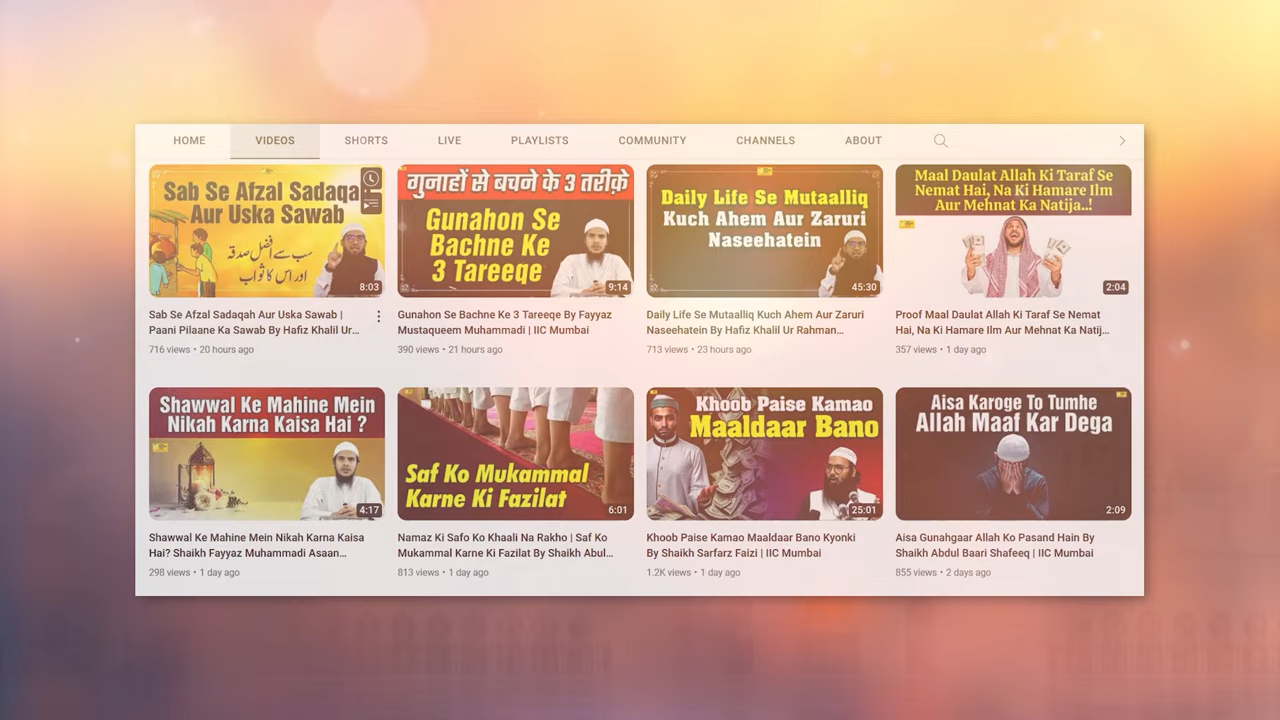 HOME VIDEOS SHORTS LIVE PLAYLISTS COMMUNITY CHANNELS ABOUT
Sab Se Afzal Sadaqa
Aur Uska Sawab
سب سے افضل صدقہ
اور اس کا ثواب
8:03
Sab Se Afzal Sadaqah Aur Uska Sawab |
Paani Pilaane Ka Sawab By Hafiz Khalil Ur...
716 views • 20 hours ago
गुनाहों से बचने के 3 तरीक़े
Gunahon Se
Bachne Ke
3 Tareeqe
9:14
Gunahon Se Bachne Ke 3 Tareeqe By Fayyaz
Mustaqueem Muhammadi | IIC Mumbai
390 views • 21 hours ago
Daily Life Se Mutaalliq
Kuch Ahem Aur Zaruri
Naseehatein
45:30
Daily Life Se Mutaalliq Kuch Ahem Aur Zaruri
Naseehatein By Hafiz Khalil Ur Rahman...
713 views • 23 hours ago
Maal Daulat Allah Ki Taraf Se
Nemat Hai, Na Ki Hamare Ilm
Aur Mehnat Ka Natija..!
2:04
Proof Maal Daulat Allah Ki Taraf Se Nemat
Hai, Na Ki Hamare Ilm Aur Mehnat Ka Natij...
357 views • 1 day ago
Shawwal Ke Mahine Mein
Nikah Karna Kaisa Hai ?
4:17
Shawwal Ke Mahine Mein Nikah Karna Kaisa
Hai? Shaikh Fayyaz Muhammadi Asaan...
298 views • 1 day ago
Saf Ko Mukammal
Karne Ki Fazilat
6:01
Namaz Ki Safo Ko Khaali Na Rakho | Saf Ko
Mukammal Karne Ki Fazilat By Shaikh Abul...
813 views • 1 day ago
Khoob Paise Kamao
Maaldaar Bano
25:01
Khoob Paise Kamao Maaldaar Bano Kyonki
By Shaikh Sarfarz Faizi | IIC Mumbai
1.2K views • 1 day ago
Aisa Karoge To Tumhe
Allah Maaf Kar Dega
2:09
Aisa Gunahgaar Allah Ko Pasand Hain By
Shaikh Abdul Baari Shafeeq | IIC Mumbai
855 views • 2 days ago